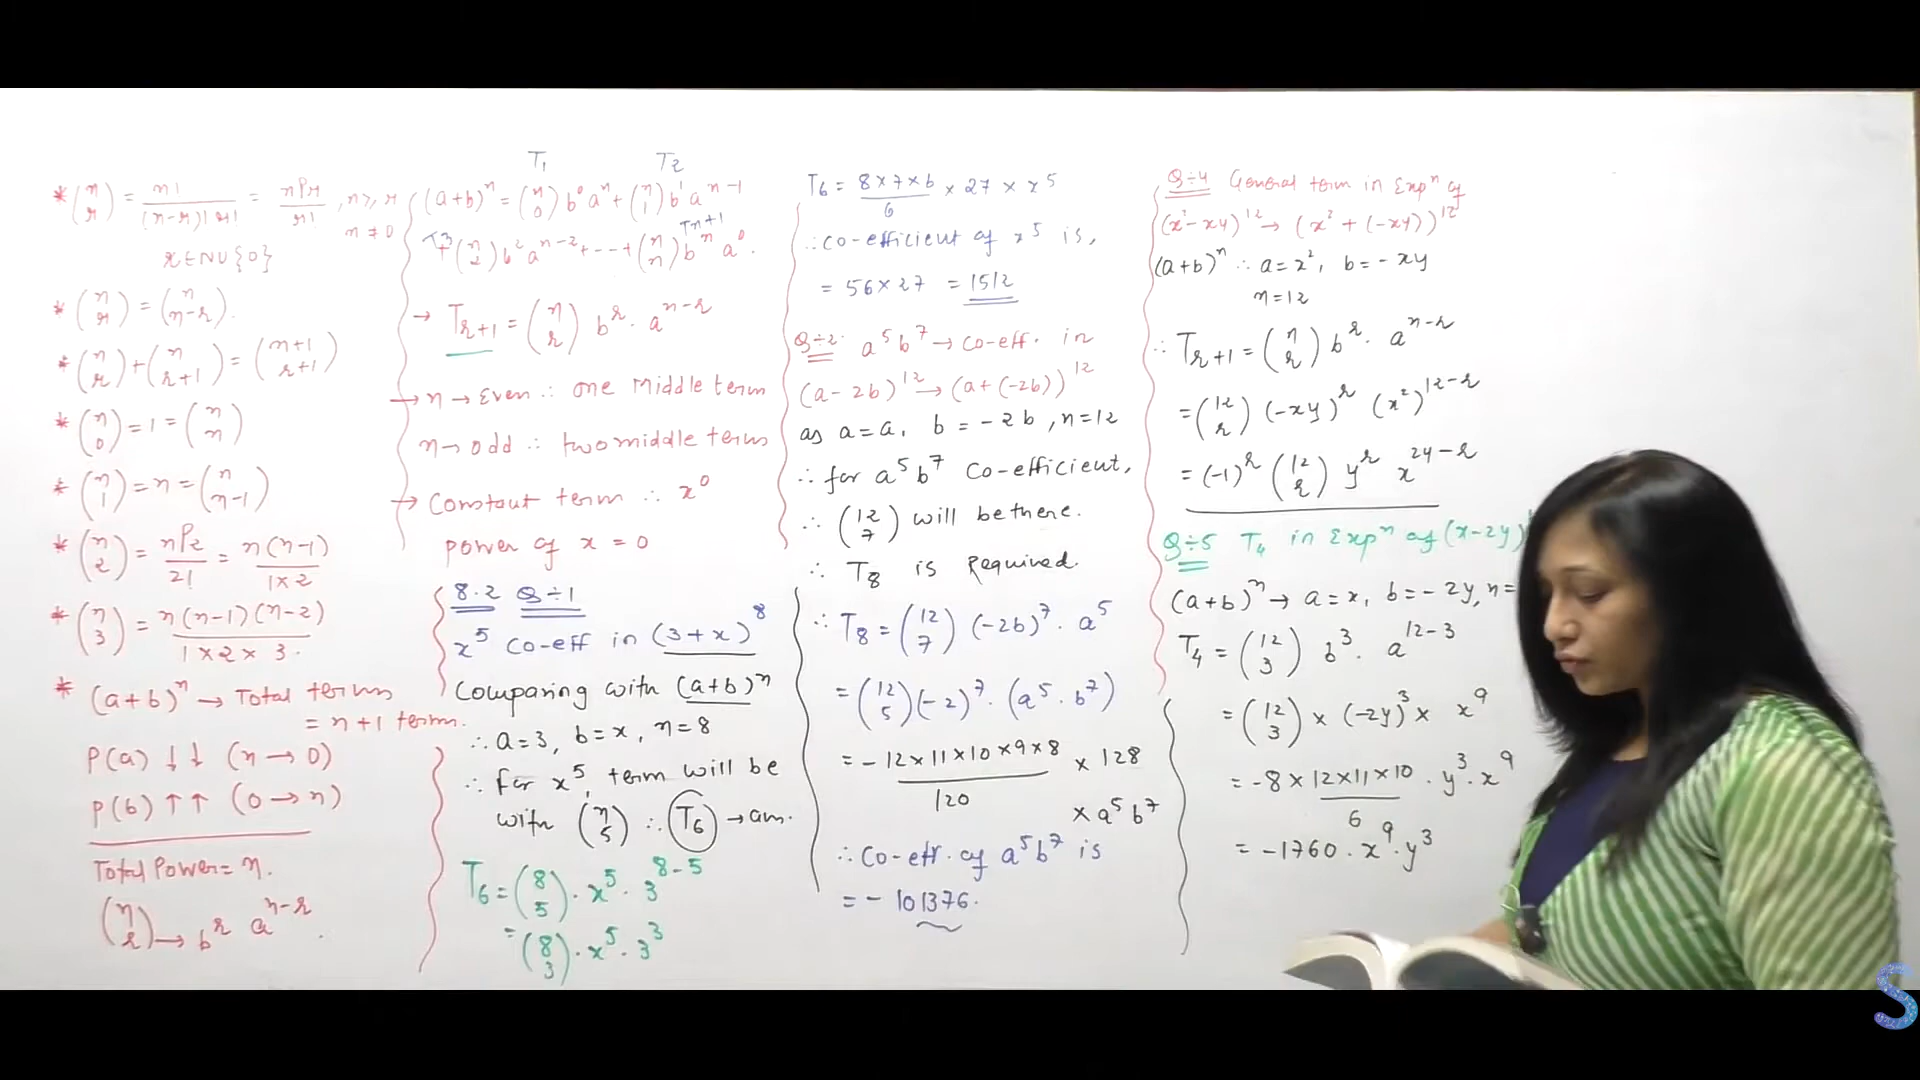 * (n r) = n! / (n-r)! r! = nPr / r! , n ≥ r
n ≠ 0
r ∈ N∪{0}
* (n r) = (n n-r).
* (n r) + (n r+1) = (n+1 r+1)
* (n 0) = 1 = (n n)
* (n 1) = n = (n n-1)
* (n 2) = nP2 / 2! = n(n-1) / 1×2
* (n 3) = n(n-1)(n-2) / 1×2×3.
* (a+b)^n → Total terms
= n+1 terms.
P(a) ↓↓ (n→0)
P(b) ↑↑ (0→n)
Total Power = n.
(n r) → b^r a^n-r.
T1 T2
(a+b)^n = (n 0) b^0 a^n + (n 1) b^1 a^n-1
T3 Tn+1
+ (n 2) b^2 a^n-2 + --- + (n n) b^n a^0.
→ Tr+1 = (n r) b^r · a^n-r
→ n → Even ∴ one Middle term
n → odd ∴ two middle terms
→ Constant term ∴ x^0
power of x = 0
8.2 Q÷1
x^5 co-eff in (3+x)^8
Comparing with (a+b)^n
∴ a=3, b=x, n=8
∴ for x^5, term will be
with (n 5) ∴ T6 → am.
T6 = (8 5) · x^5 · 3^8-5
= (8 3) · x^5 · 3^3
T6 = 8×7×6 / 6 × 27 × x^5
∴ co-efficient of x^5 is,
= 56×27 = 1512
Q÷2: a^5 b^7 → co-eff. in
(a-2b)^12 → (a+(-2b))^12
as a=a, b=-2b, n=12
∴ for a^5 b^7 co-efficient,
∴ (12 7) will be there.
∴ T8 is Required.
∴ T8 = (12 7) (-2b)^7 · a^5
= (12 5) (-2)^7 · (a^5 · b^7)
= - 12×11×10×9×8 / 120 × 128
× a^5 b^7
∴ Co-eff. of a^5 b^7 is
= - 101376.
Q÷4 General term in Exp^n of
(x^2-xy)^12 → (x^2+(-xy))^12
(a+b)^n ∴ a=x^2, b=-xy
n=12
∴ Tr+1 = (n r) b^r · a^n-r
= (12 r) (-xy)^r (x^2)^12-r
= (-1)^r (12 r) y^r x^24-r
Q÷5 T4 in Exp^n of (x-2y)
(a+b)^n → a=x, b=-2y, n=
T4 = (12 3) b^3 · a^12-3
= (12 3) × (-2y)^3 × x^9
= -8 × 12×11×10 / 6 · y^3 · x^9
= -1760 · x^9 · y^3